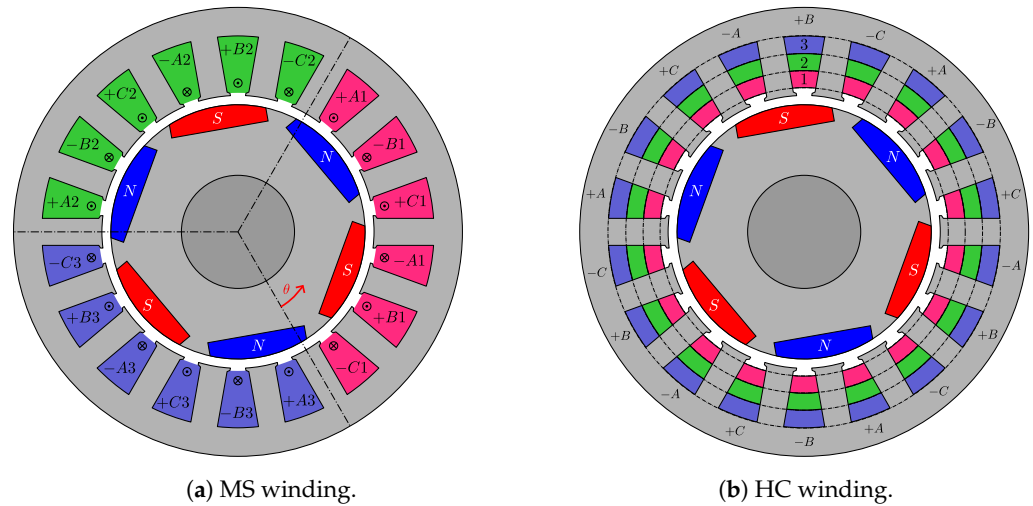 +B2
−A2
−C2
+C2
+A1
S
−B2
−B1
N
N
+A2
+C1
−C3
−A1
S
θ
S
+B3
+B1
N
−A3
−C1
+C3
+A3
−B3
(a) MS winding.
+B
−A
−C
3
2
1
+C
+A
S
−B
−B
N
N
+A
+C
S
−C
−A
S
+B
+B
N
−A
−C
+C
+A
−B
(b) HC winding.